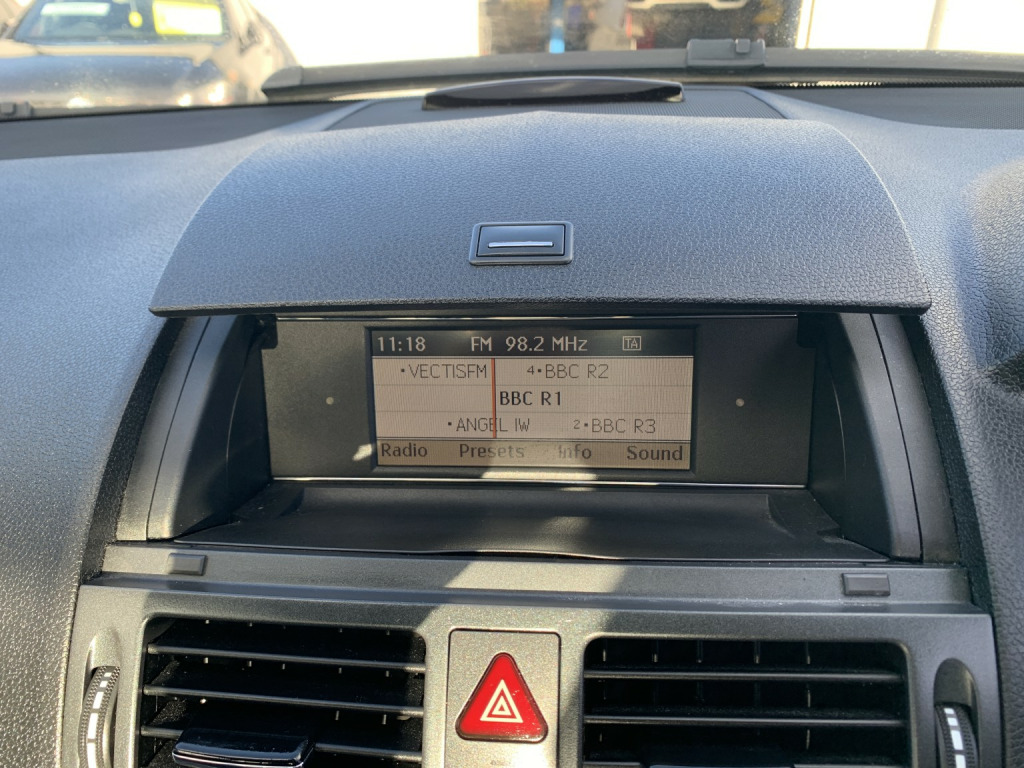 11:18 FM 98.2 MHz TA
•VECTISFM 4•BBC R2
BBC R1
•ANGEL IW 2•BBC R3
Radio Presets Info Sound